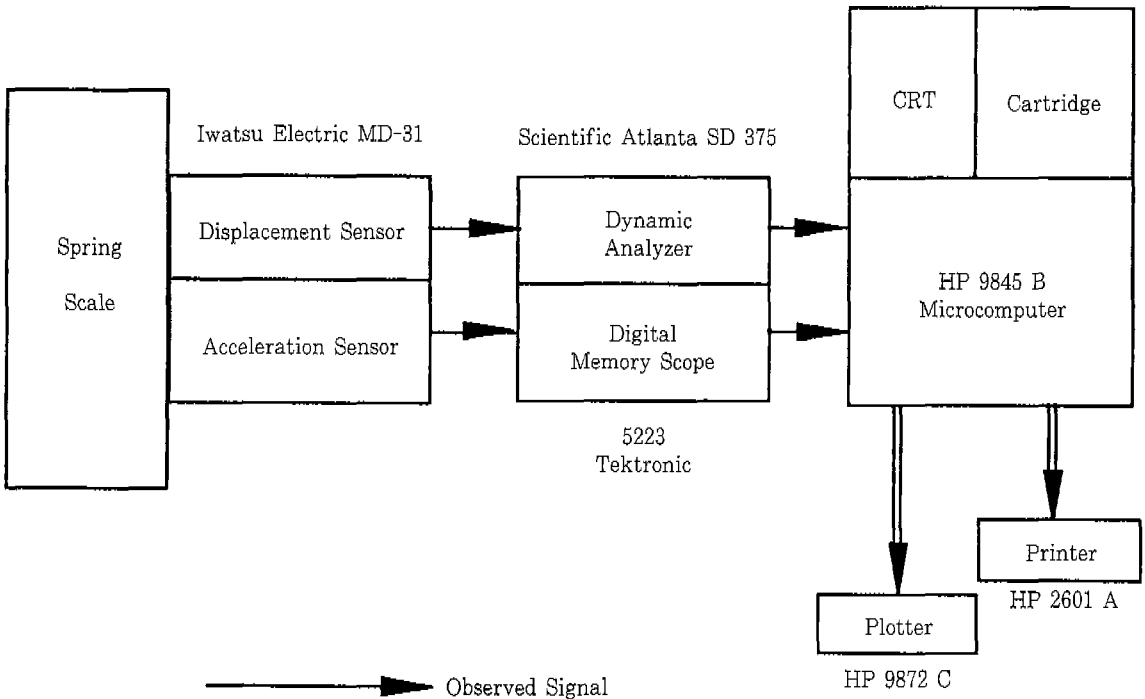 CRT
Cartridge
Iwatsu Electric MD-31
Scientific Atlanta SD 375
Spring
Scale
Displacement Sensor
Acceleration Sensor
Dynamic
Analyzer
Digital
Memory Scope
5223
Tektronic
HP 9845 B
Microcomputer
Printer
HP 2601 A
Plotter
HP 9872 C
Observed Signal